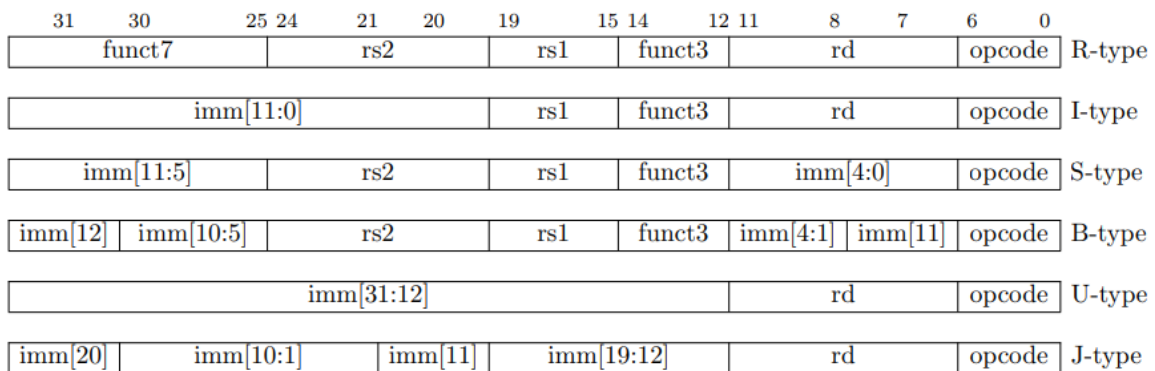 31 30 25 24 21 20 19 15 14 12 11 8 7 6 0
funct7 rs2 rs1 funct3 rd opcode R-type
imm[11:0] rs1 funct3 rd opcode I-type
imm[11:5] rs2 rs1 funct3 imm[4:0] opcode S-type
imm[12] imm[10:5] rs2 rs1 funct3 imm[4:1] imm[11] opcode B-type
imm[31:12] rd opcode U-type
imm[20] imm[10:1] imm[11] imm[19:12] rd opcode J-type